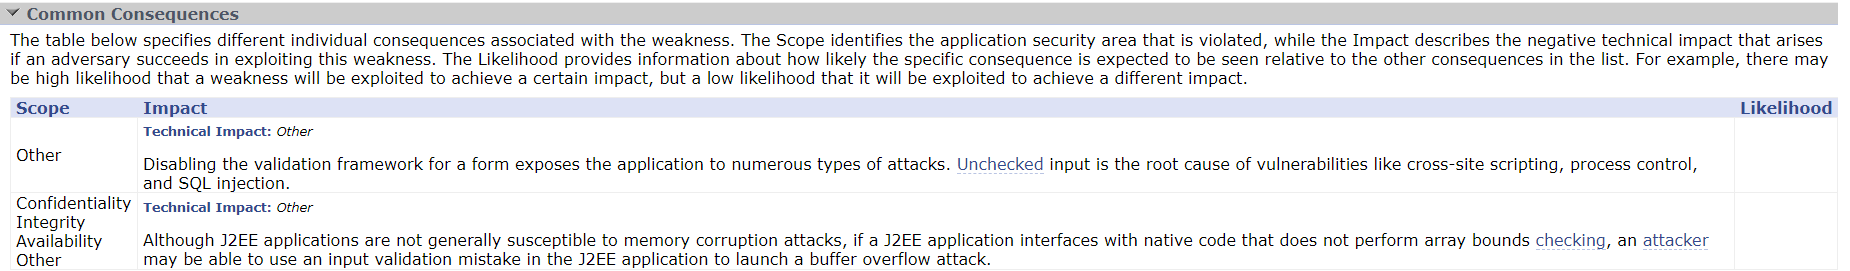 Common Consequences
The table below specifies different individual consequences associated with the weakness. The Scope identifies the application security area that is violated, while the Impact describes the negative technical impact that arises
if an adversary succeeds in exploiting this weakness. The Likelihood provides information about how likely the specific consequence is expected to be seen relative to the other consequences in the list. For example, there may
be high likelihood that a weakness will be exploited to achieve a certain impact, but a low likelihood that it will be exploited to achieve a different impact.
Scope Impact Likelihood
Other
Technical Impact: Other
Disabling the validation framework for a form exposes the application to numerous types of attacks. Unchecked input is the root cause of vulnerabilities like cross-site scripting, process control,
and SQL injection.
Confidentiality
Integrity
Availability
Other
Technical Impact: Other
Although J2EE applications are not generally susceptible to memory corruption attacks, if a J2EE application interfaces with native code that does not perform array bounds checking, an attacker
may be able to use an input validation mistake in the J2EE application to launch a buffer overflow attack.